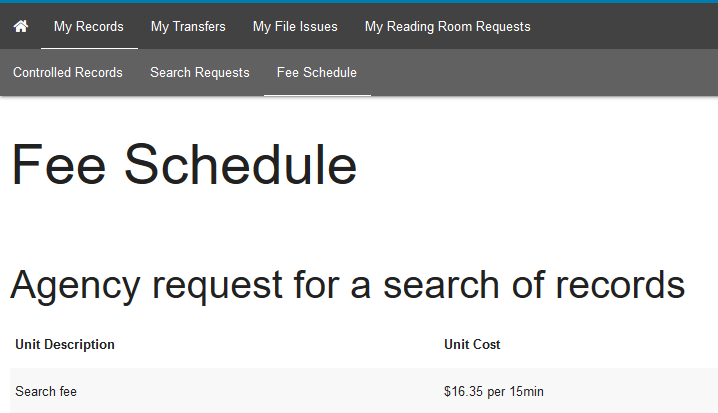 My Records My Transfers My File Issues My Reading Room Requests
Controlled Records Search Requests Fee Schedule
Fee Schedule
Agency request for a search of records
Unit Description Unit Cost
Search fee $16.35 per 15min